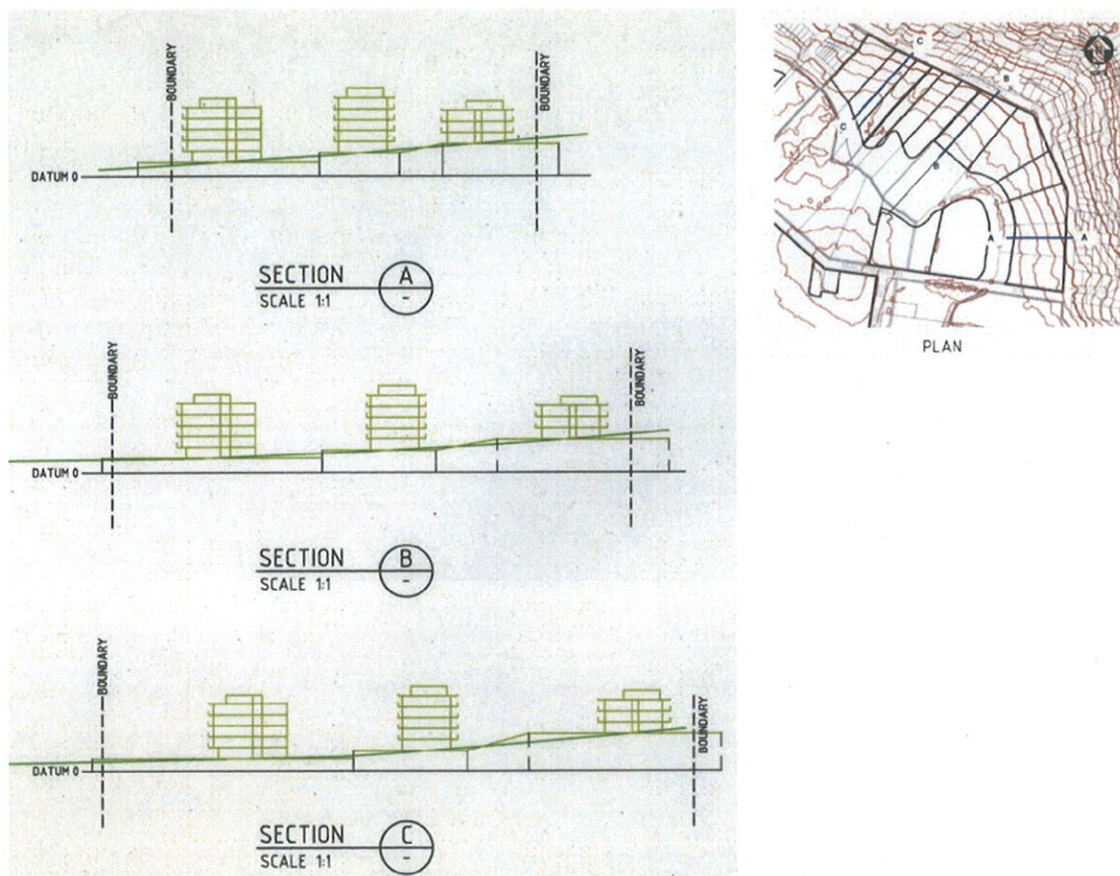 BOUNDARY
BOUNDARY
DATUM 0
SECTION A
SCALE 1:1 -
BOUNDARY
BOUNDARY
DATUM 0
SECTION B
SCALE 1:1 -
BOUNDARY
BOUNDARY
DATUM 0
SECTION C
SCALE 1:1 -
C
N
B
C
B
A
A
PLAN